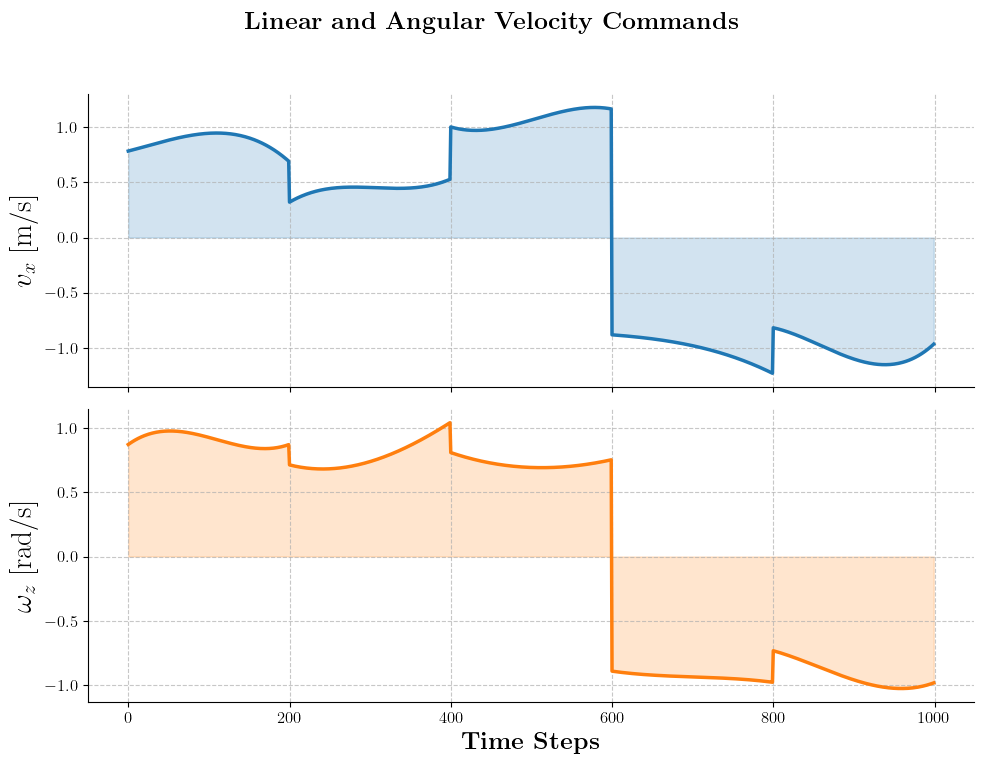 Linear and Angular Velocity Commands
1.0
0.5
0.0
−0.5
−1.0
v_x [m/s]
1.0
0.5
0.0
−0.5
−1.0
ω_z [rad/s]
0 200 400 600 800 1000
Time Steps